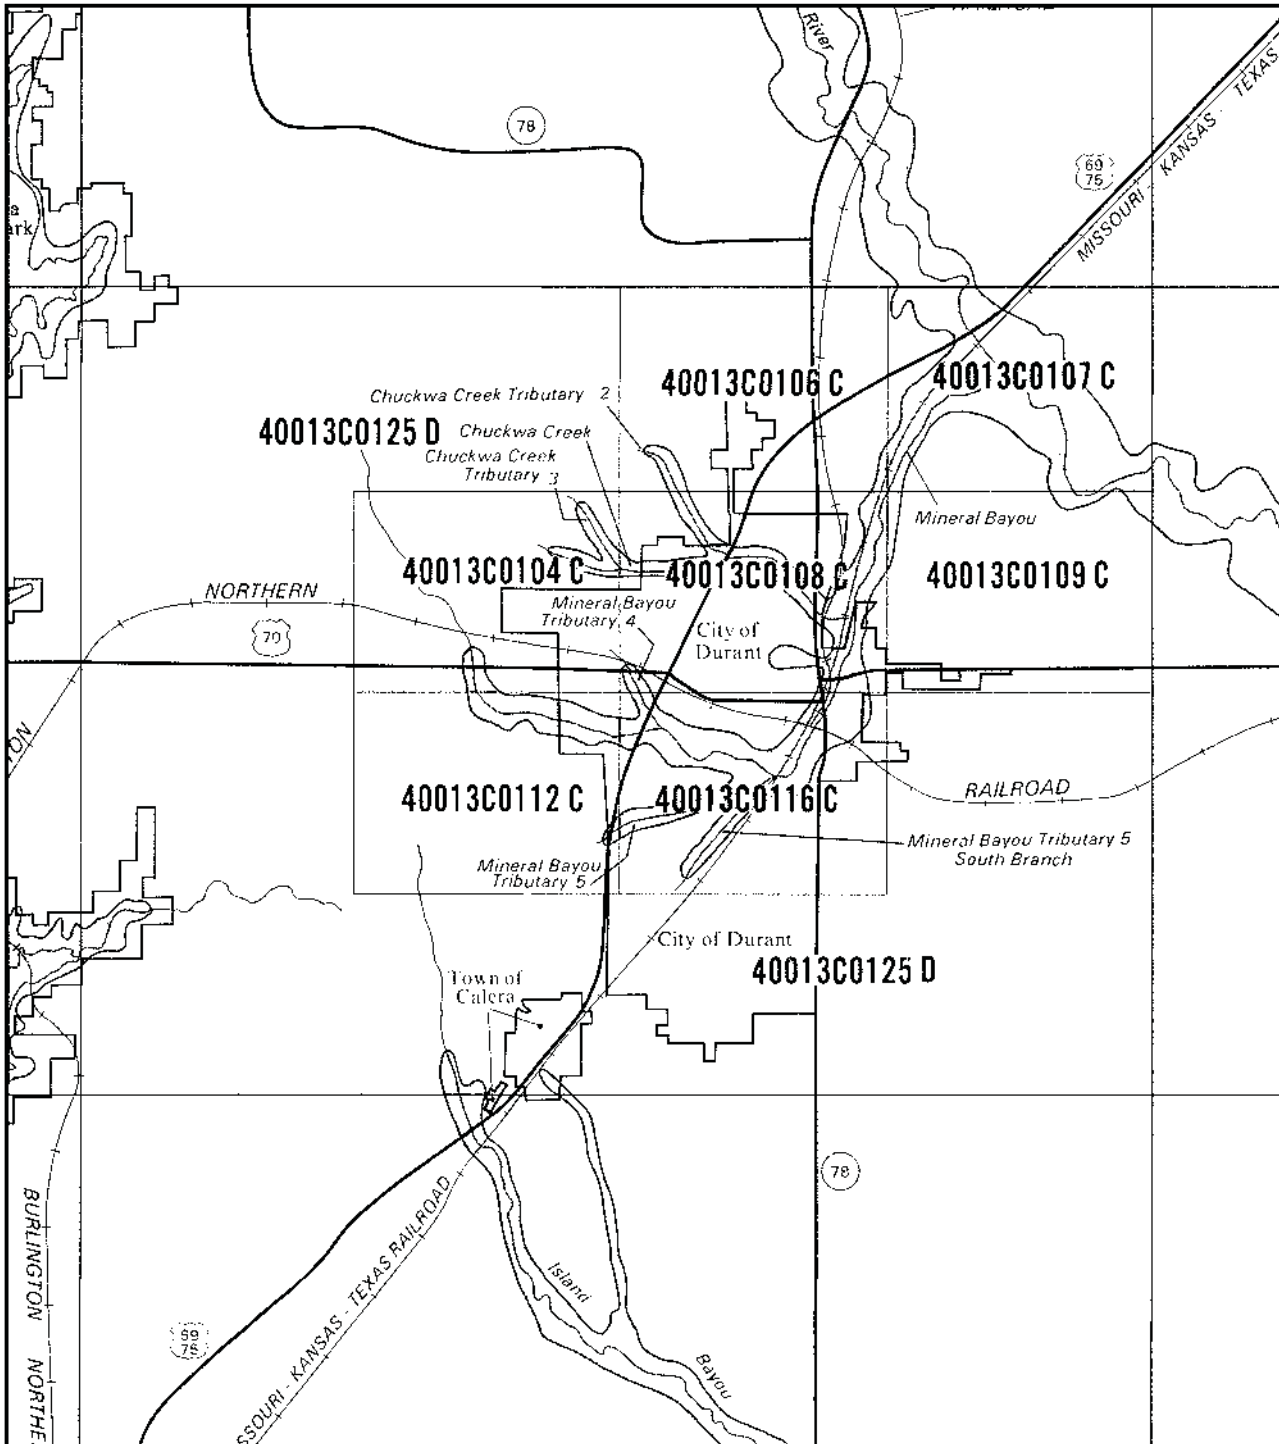 River
78
69
75
MISSOURI - KANSAS - TEXAS
a
ark
40013C0106 C
40013C0107 C
Chuckwa Creek Tributary 2
40013C0125 D
Chuckwa Creek
Chuckwa Creek
Tributary 3
Mineral Bayou
40013C0104 C
40013C0108 C
40013C0109 C
NORTHERN
Mineral Bayou
Tributary 4
70
City of
Durant
TON
40013C0112 C
40013C0116 C
RAILROAD
Mineral Bayou Tributary 5
South Branch
Mineral Bayou
Tributary 5
City of Durant
40013C0125 D
Town of
Calera
78
BURLINGTON NORTHE
SSOURI - KANSAS - TEXAS RAILROAD
Island
69
75
Bayou